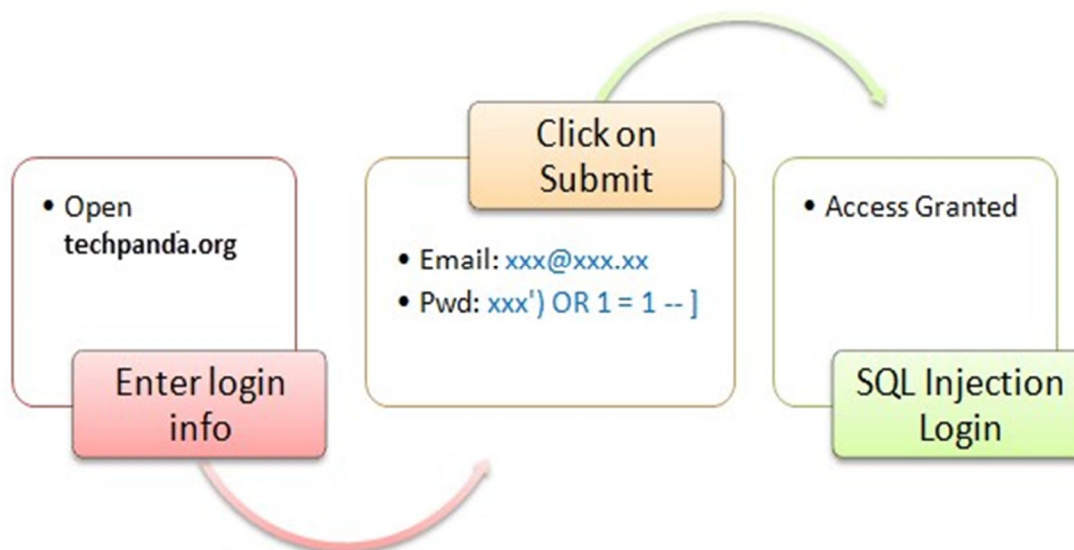 • Open
techpanda.org
Enter login
info
Click on
Submit
• Email: xxx@xxx.xx
• Pwd: xxx') OR 1 = 1 -- ]
• Access Granted
SQL Injection
Login